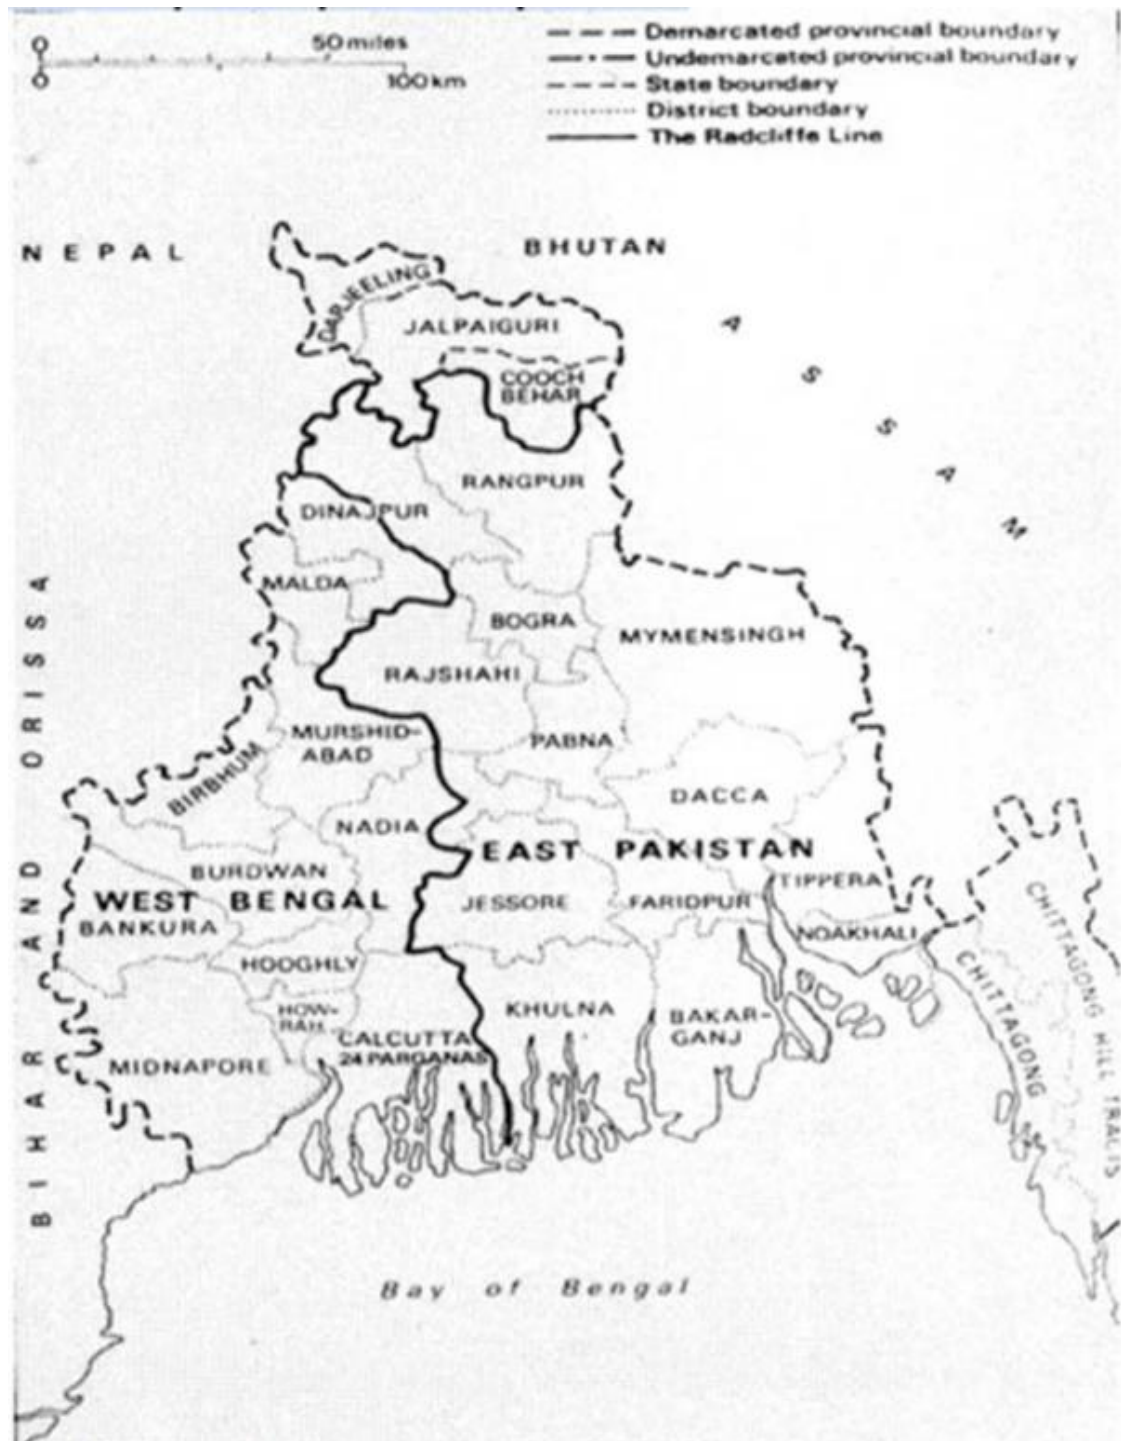 0
50 miles
0
100 km
Demarcated provincial boundary
Undemarcated provincial boundary
State boundary
District boundary
The Radcliffe Line
NEPAL
BHUTAN
ASSAM
DARJEELING
JALPAIGURI
COOCH
BEHAR
RANGPUR
DINAJPUR
MALDA
BOGRA
MYMENSINGH
RAJSHAHI
MURSHID-
ABAD
PABNA
BIRBHUM
DACCA
NADIA
EAST PAKISTAN
BURDWAN
TIPPERA
WEST BENGAL
JESSORE
FARIDPUR
BANKURA
NOAKHALI
HOOGHLY
HOW-
RAH
KHULNA
BAKAR-
GANJ
CALCUTTA
24 PARGANAS
MIDNAPORE
CHITTAGONG
CHITTAGONG HILL TRACTS
BIHAR AND ORISSA
Bay of Bengal